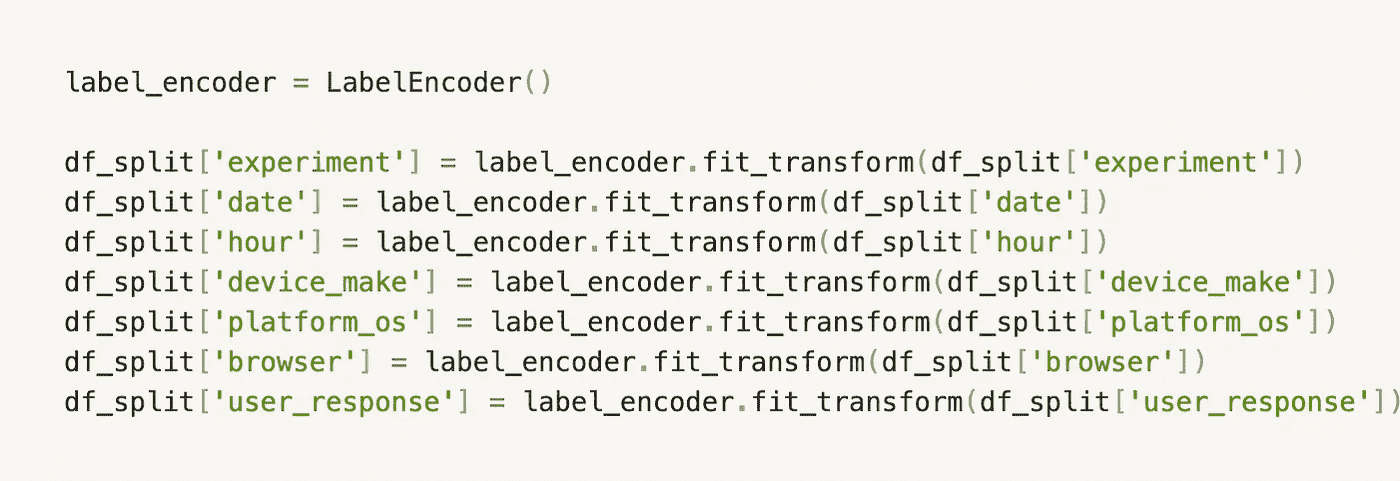 label_encoder = LabelEncoder()
df_split['experiment'] = label_encoder.fit_transform(df_split['experiment'])
df_split['date'] = label_encoder.fit_transform(df_split['date'])
df_split['hour'] = label_encoder.fit_transform(df_split['hour'])
df_split['device_make'] = label_encoder.fit_transform(df_split['device_make'])
df_split['platform_os'] = label_encoder.fit_transform(df_split['platform_os'])
df_split['browser'] = label_encoder.fit_transform(df_split['browser'])
df_split['user_response'] = label_encoder.fit_transform(df_split['user_response'])